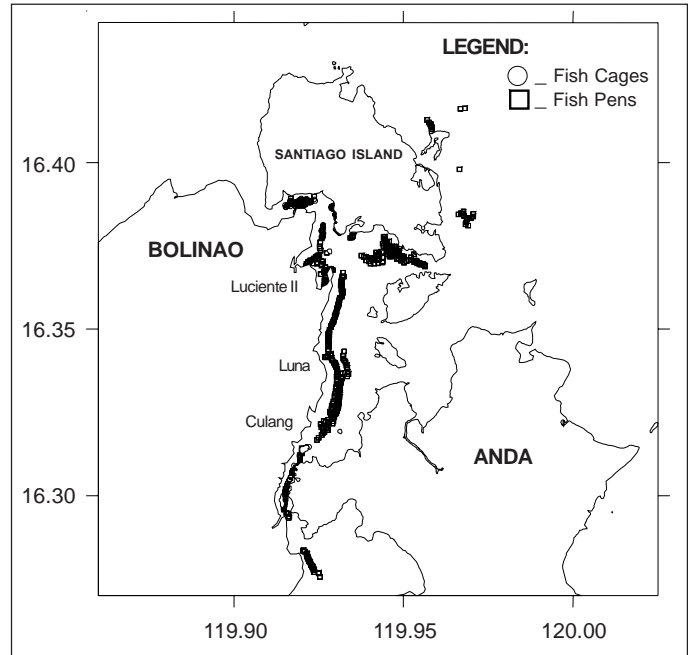 LEGEND:
_ Fish Cages
_ Fish Pens
16.40
SANTIAGO ISLAND
BOLINAO
Luciente II
16.35
Luna
Culang
ANDA
16.30
119.90
119.95
120.00